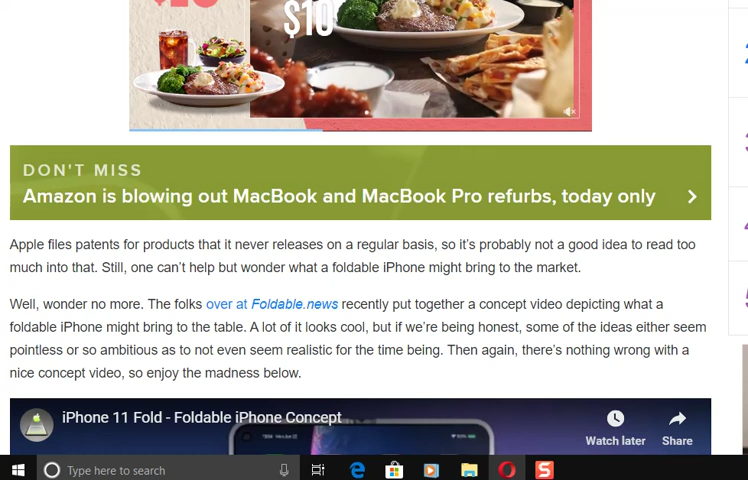 $10
DON'T MISS
Amazon is blowing out MacBook and MacBook Pro refurbs, today only
Apple files patents for products that it never releases on a regular basis, so it's probably not a good idea to read too
much into that. Still, one can't help but wonder what a foldable iPhone might bring to the market.
Well, wonder no more. The folks over at Foldable.news recently put together a concept video depicting what a
foldable iPhone might bring to the table. A lot of it looks cool, but if we're being honest, some of the ideas either seem
pointless or so ambitious as to not even seem realistic for the time being. Then again, there's nothing wrong with a
nice concept video, so enjoy the madness below.
iPhone 11 Fold - Foldable iPhone Concept
Watch later
Share
Type here to search